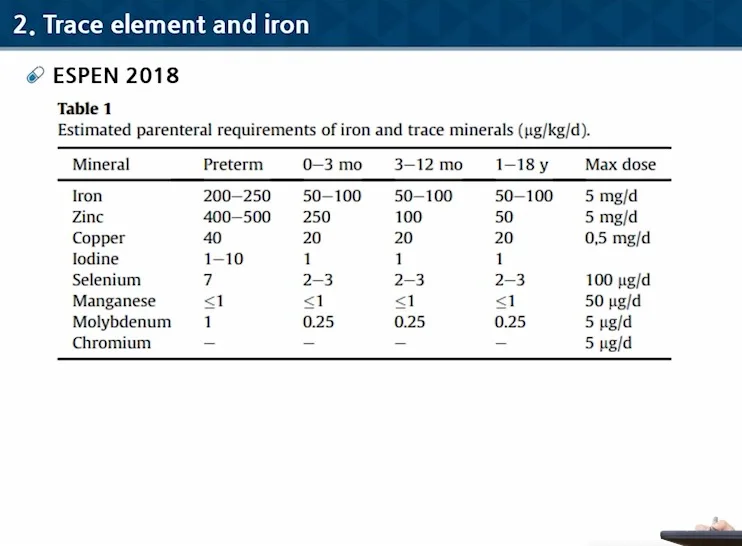 2. Trace element and iron
ESPEN 2018
Table 1
Estimated parenteral requirements of iron and trace minerals (μg/kg/d).
Mineral Preterm 0–3 mo 3–12 mo 1–18 y Max dose
Iron 200–250 50–100 50–100 50–100 5 mg/d
Zinc 400–500 250 100 50 5 mg/d
Copper 40 20 20 20 0,5 mg/d
Iodine 1–10 1 1 1
Selenium 7 2–3 2–3 2–3 100 μg/d
Manganese ≤1 ≤1 ≤1 ≤1 50 μg/d
Molybdenum 1 0.25 0.25 0.25 5 μg/d
Chromium – – – – 5 μg/d